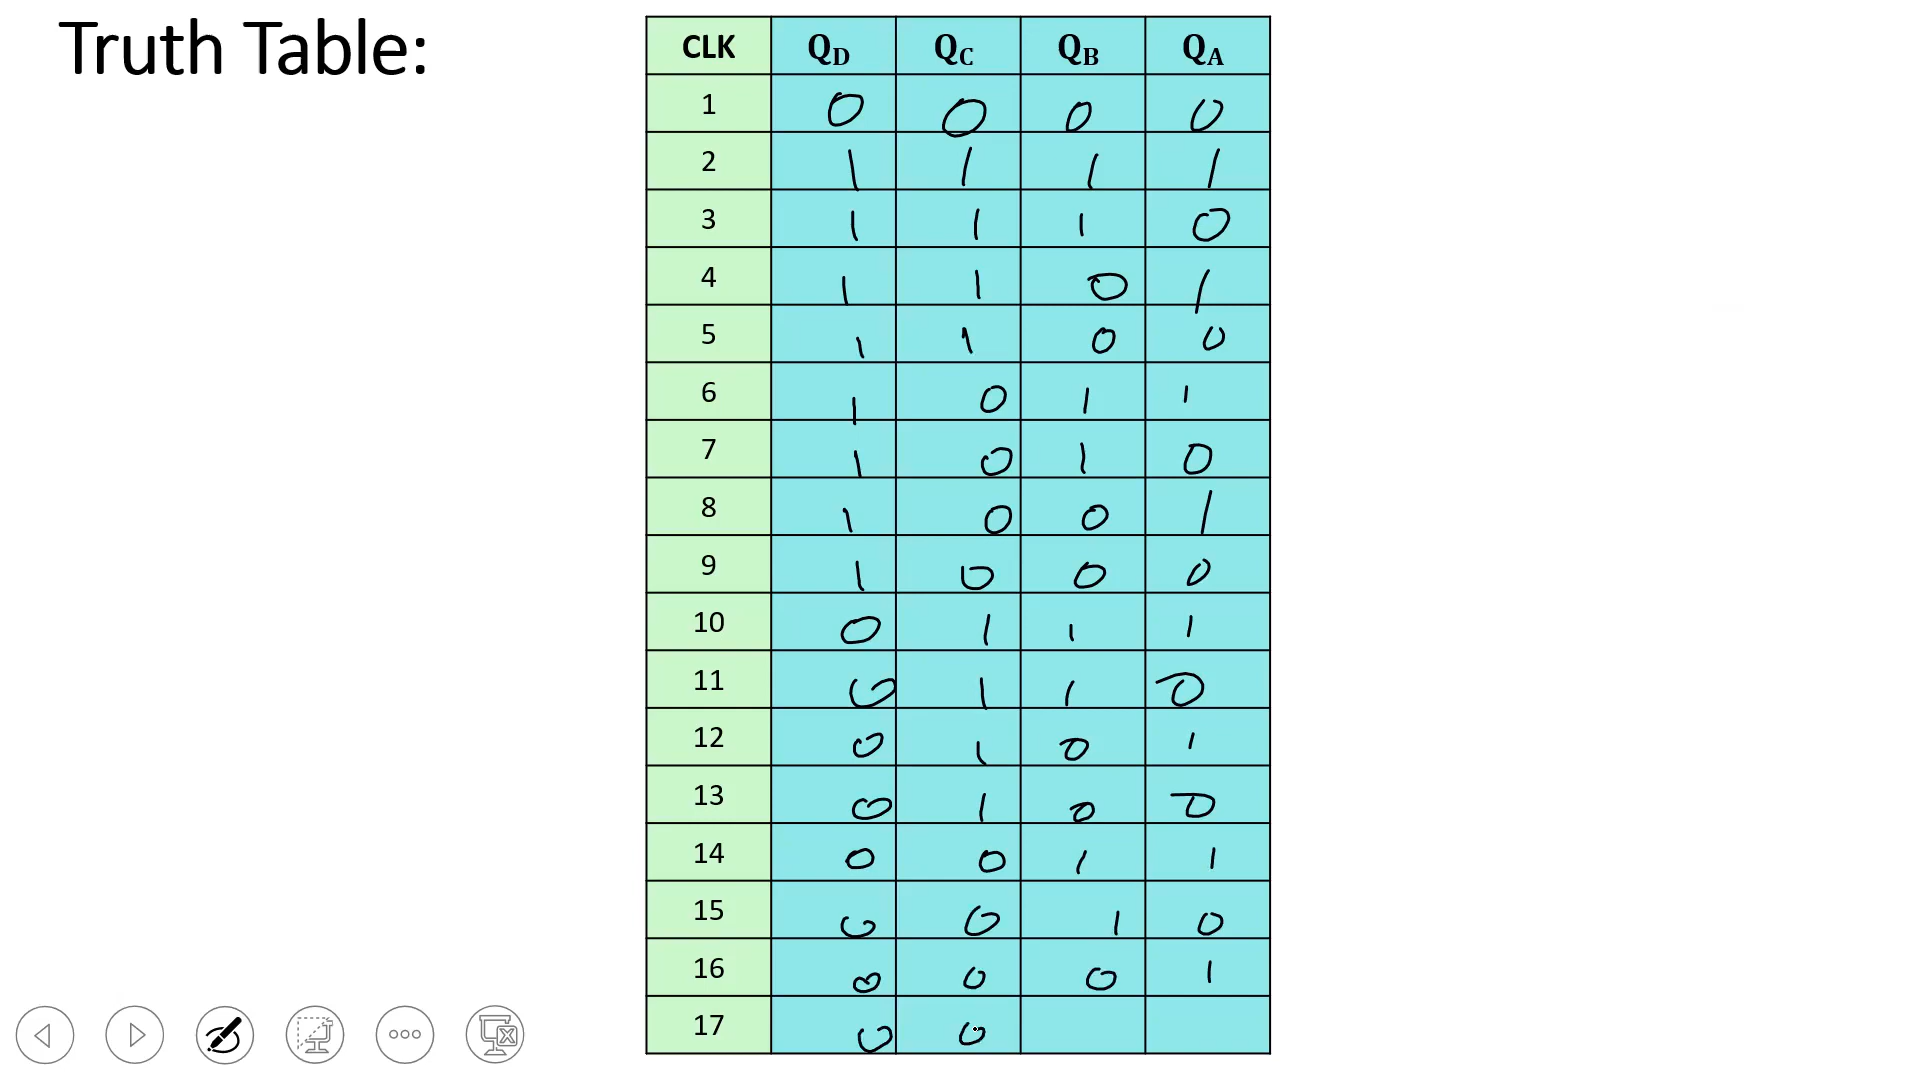 Truth Table:
CLK Q_D Q_C Q_B Q_A
1 0 0 0 0
2 1 1 1 1
3 1 1 1 0
4 1 1 0 1
5 1 1 0 0
6 1 0 1 1
7 1 0 1 0
8 1 0 0 1
9 1 0 0 0
10 0 1 1 1
11 0 1 1 0
12 0 1 0 1
13 0 1 0 0
14 0 0 1 1
15 0 0 1 0
16 0 0 0 1
17 0 0